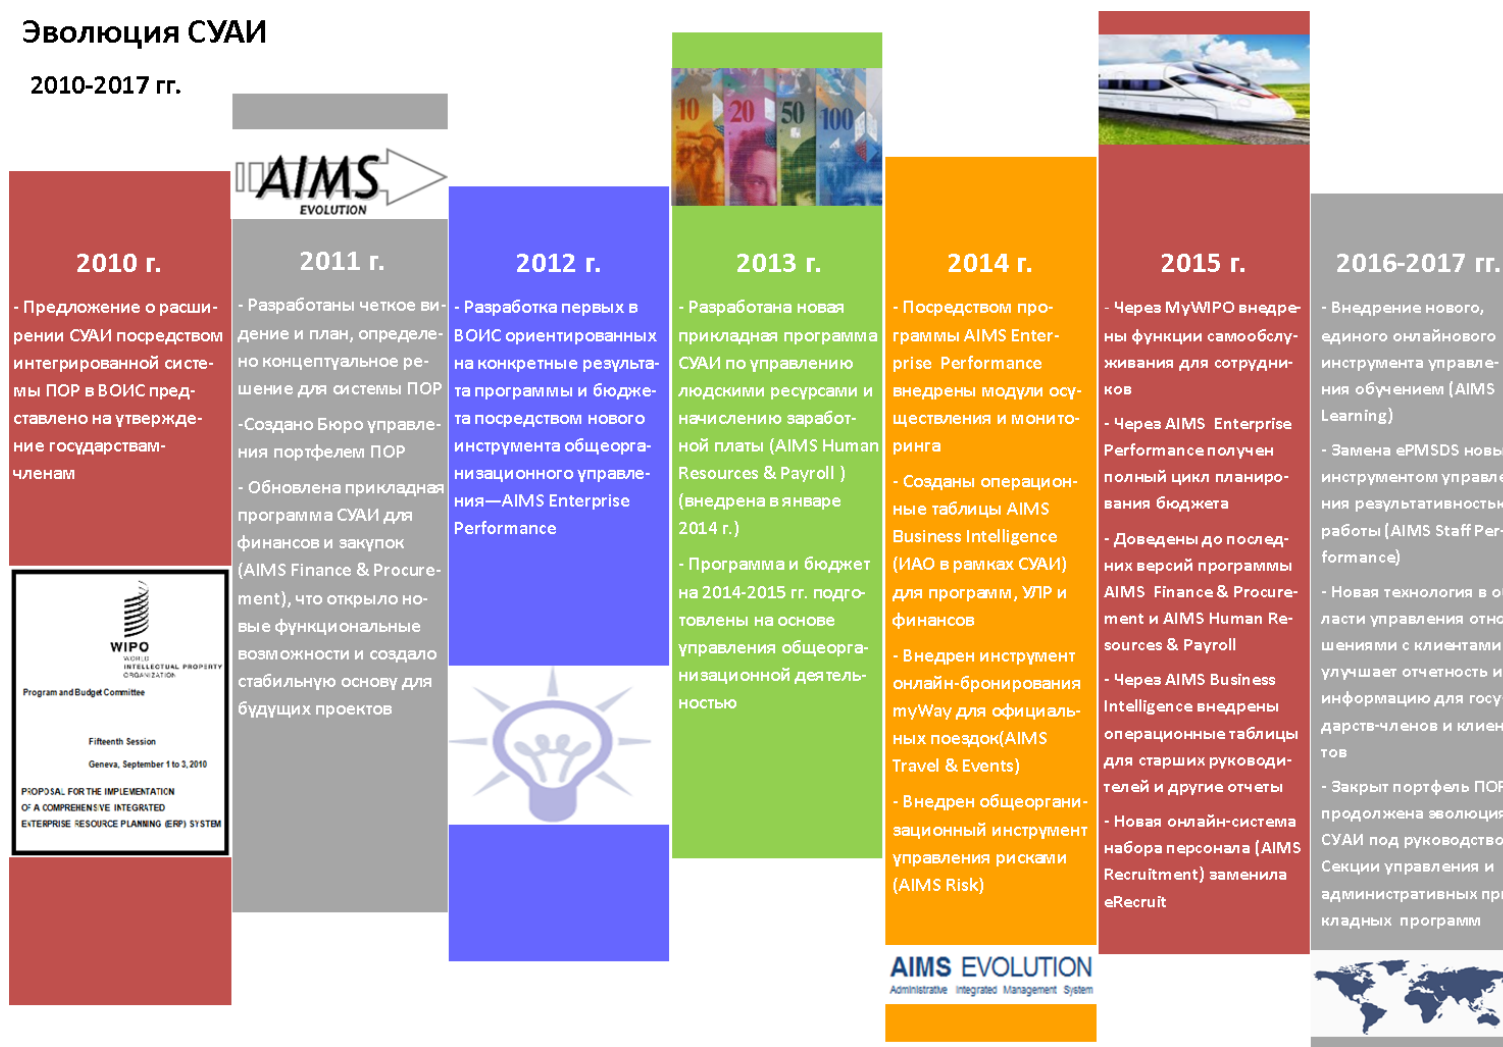 Эволюция СУАИ
2010-2017 гг.
2010 г.
- Предложение о расши-
рении СУАИ посредством
интегрированной систе-
мы ПОР в ВОИС пред-
ставлено на утвержде-
ние государствам-
членам
WIPO
WORLD
INTELLECTUAL PROPERTY
ORGANIZATION
Program and Budget Committee
Fifteenth Session
Geneva, September 1 to 3, 2010
PROPOSAL FOR THE IMPLEMENTATION
OF A COMPREHENSIVE INTEGRATED
ENTERPRISE RESOURCE PLANNING (ERP) SYSTEM
AIMS
EVOLUTION
2011 г.
- Разработаны четкое ви-
дение и план, определе-
но концептуальное ре-
шение для системы ПОР
-Создано Бюро управле-
ния портфелем ПОР
- Обновлена прикладная
программа СУАИ для
финансов и закупок
(AIMS Finance & Procure-
ment), что открыло но-
вые функциональные
возможности и создало
стабильную основу для
будущих проектов
2012 г.
- Разработка первых в
ВОИС ориентированных
на конкретные результа-
та программы и бюдже-
та посредством нового
инструмента общеорга-
низационного управле-
ния—AIMS Enterprise
Performance
10 20 50 100
2013 г.
- Разработана новая
прикладная программа
СУАИ по управлению
людскими ресурсами и
начислению заработ-
ной платы (AIMS Human
Resources & Payroll )
(внедрена в январе
2014 г.)
- Программа и бюджет
на 2014-2015 гг. подго-
товлены на основе
управления общеорга-
низационной деятель-
ностью
2014 г.
- Посредством про-
граммы AIMS Enter-
prise Performance
внедрены модули осу-
ществления и монито-
ринга
- Созданы операцион-
ные таблицы AIMS
Business Intelligence
(ИАО в рамках СУАИ)
для программ, УЛР и
финансов
- Внедрен инструмент
онлайн-бронирования
myWay для официаль-
ных поездок(AIMS
Travel & Events)
- Внедрен общеоргани-
зационный инструмент
управления рисками
(AIMS Risk)
AIMS EVOLUTION
Administrative Integrated Management System
2015 г.
- Через MyWIPO внедре-
ны функции самообслу-
живания для сотрудни-
ков
- Через AIMS Enterprise
Performance получен
полный цикл планиро-
вания бюджета
- Доведены до послед-
них версий программы
AIMS Finance & Procure-
ment и AIMS Human Re-
sources & Payroll
- Через AIMS Business
Intelligence внедрены
операционные таблицы
для старших руководи-
телей и другие отчеты
- Новая онлайн-система
набора персонала (AIMS
Recruitment) заменила
eRecruit
2016-2017 гг.
- Внедрение нового,
единого онлайнового
инструмента управле-
ния обучением (AIMS
Learning)
- Замена ePMSDS новы
инструментом управле
ния результативность
работы (AIMS Staff Per-
formance)
- Новая технология в о
ласти управления отно
шениями с клиентами
улучшает отчетность и
информацию для госу
дарств-членов и клиен
тов
- Закрыт портфель ПОР
продолжена эволюция
СУАИ под руководство
Секции управления и
административных при
кладных программ